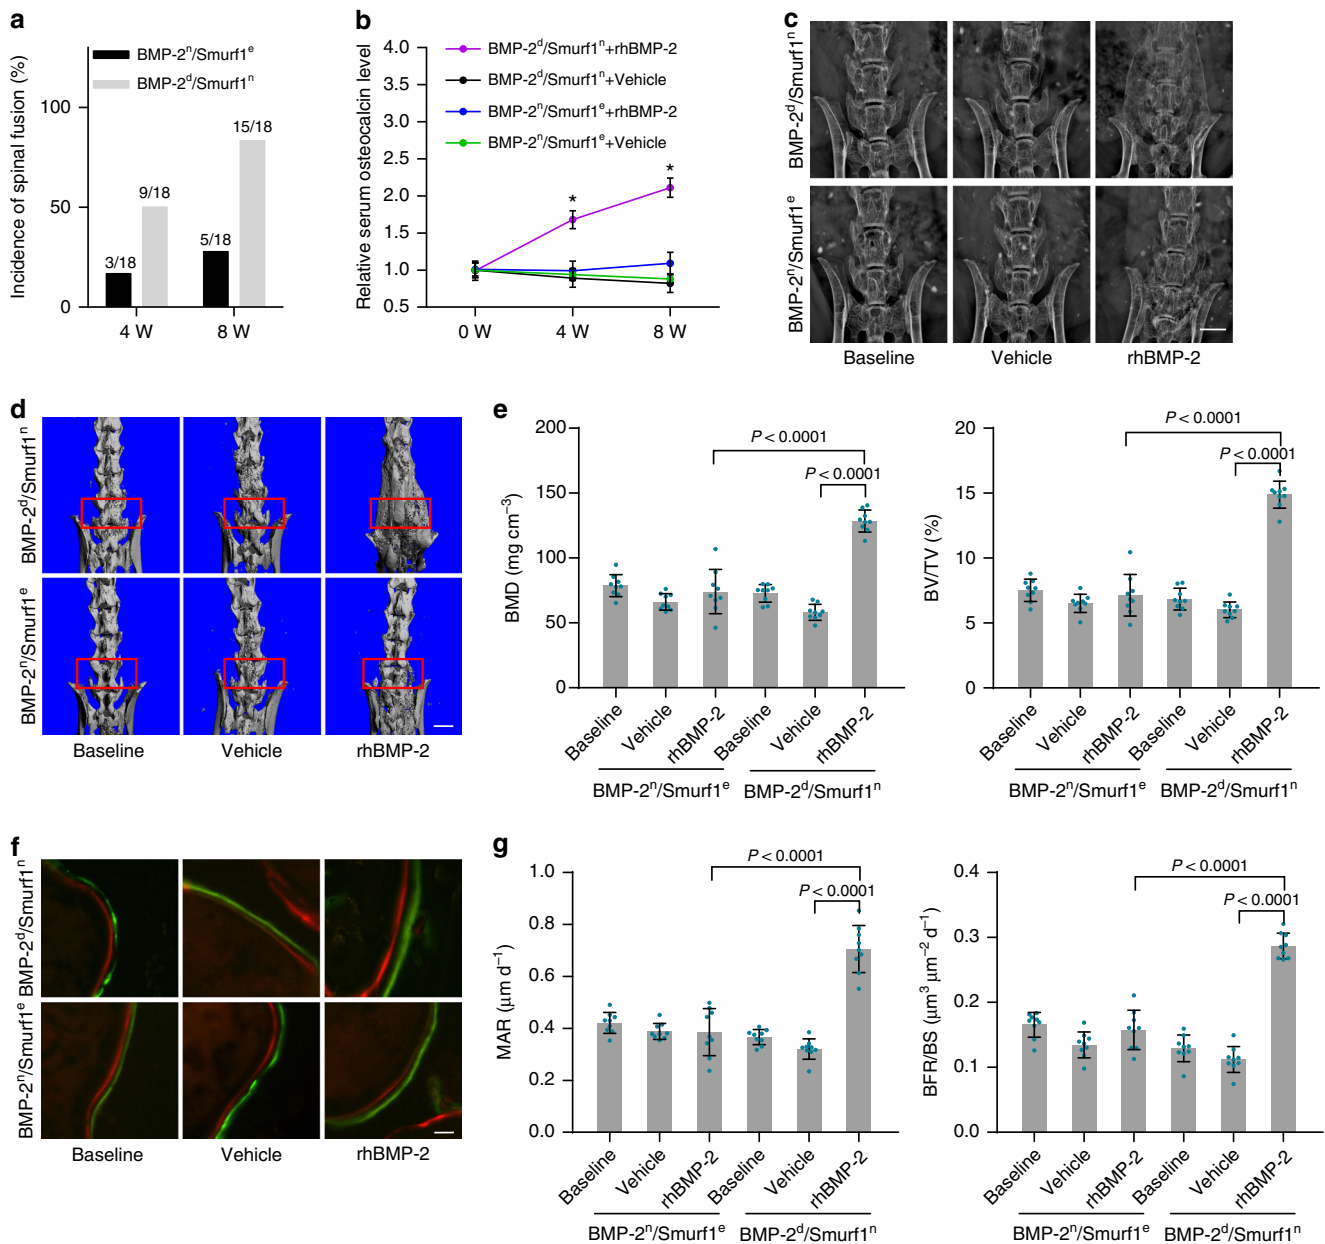 a
Incidence of spinal fusion (%)
100
50
0
BMP-2ⁿ/Smurf1ᵉ
BMP-2ᵈ/Smurf1ⁿ
3/18
9/18
5/18
15/18
4 W
8 W
b
Relative serum osteocalcin level
4.0
3.5
3.0
2.5
2.0
1.5
1.0
0.5
BMP-2ᵈ/Smurf1ⁿ+rhBMP-2
BMP-2ᵈ/Smurf1ⁿ+Vehicle
BMP-2ⁿ/Smurf1ᵉ+rhBMP-2
BMP-2ⁿ/Smurf1ᵉ+Vehicle
*
*
0 W
4 W
8 W
c
BMP-2ᵈ/Smurf1ⁿ
BMP-2ⁿ/Smurf1ᵉ
Baseline
Vehicle
rhBMP-2
d
BMP-2ᵈ/Smurf1ⁿ
BMP-2ⁿ/Smurf1ᵉ
Baseline
Vehicle
rhBMP-2
e
BMD (mg cm⁻³)
200
150
100
50
0
P < 0.0001
P < 0.0001
Baseline
Vehicle
rhBMP-2
Baseline
Vehicle
rhBMP-2
BMP-2ⁿ/Smurf1ᵉ
BMP-2ᵈ/Smurf1ⁿ
BV/TV (%)
20
15
10
5
0
P < 0.0001
P < 0.0001
Baseline
Vehicle
rhBMP-2
Baseline
Vehicle
rhBMP-2
BMP-2ⁿ/Smurf1ᵉ
BMP-2ᵈ/Smurf1ⁿ
f
BMP-2ᵈ/Smurf1ⁿ
BMP-2ⁿ/Smurf1ᵉ
Baseline
Vehicle
rhBMP-2
g
MAR (μm d⁻¹)
1.0
0.8
0.6
0.4
0.2
0.0
P < 0.0001
P < 0.0001
Baseline
Vehicle
rhBMP-2
Baseline
Vehicle
rhBMP-2
BMP-2ⁿ/Smurf1ᵉ
BMP-2ᵈ/Smurf1ⁿ
BFR/BS (μm³ μm⁻² d⁻¹)
0.4
0.3
0.2
0.1
0.0
P < 0.0001
P < 0.0001
Baseline
Vehicle
rhBMP-2
Baseline
Vehicle
rhBMP-2
BMP-2ⁿ/Smurf1ᵉ
BMP-2ᵈ/Smurf1ⁿ